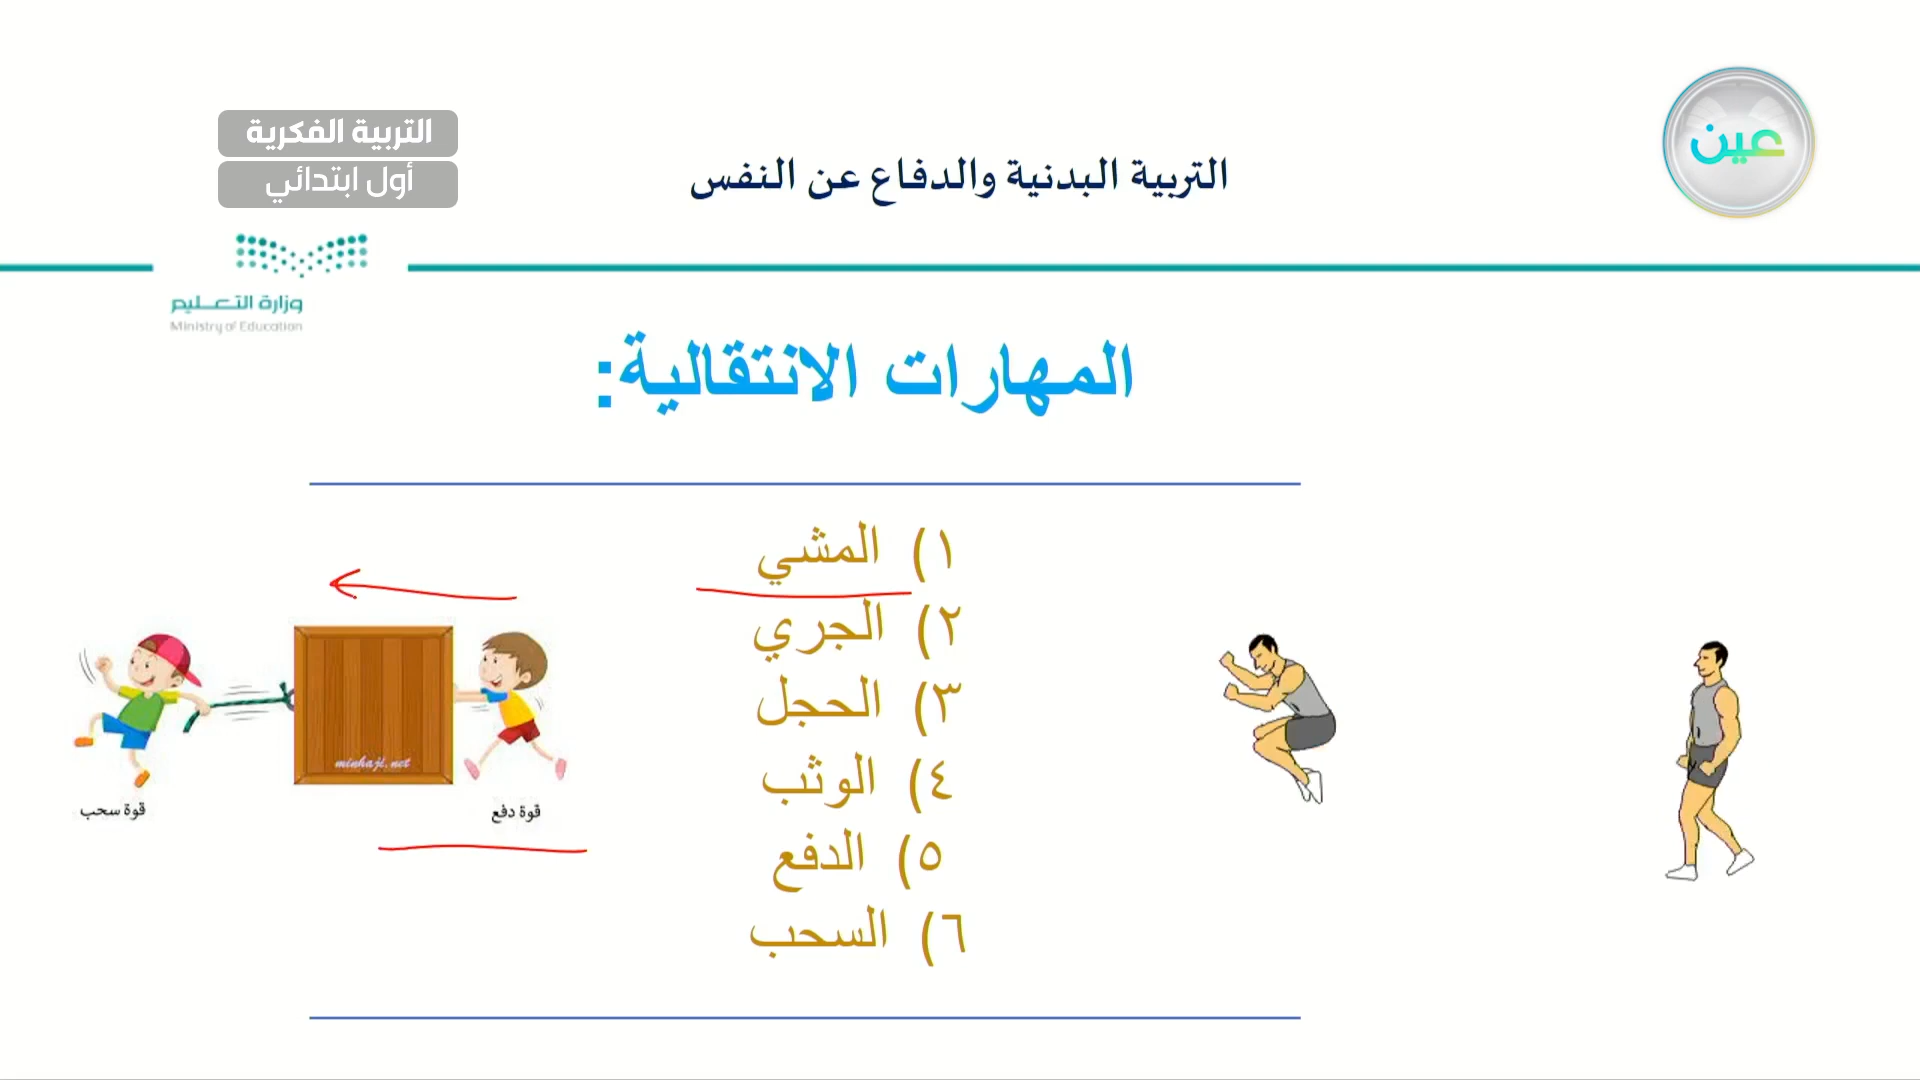 عين
التربية الفكرية
أول ابتدائي
التربية البدنية والدفاع عن النفس
وزارة التعـــليم
Ministry of Education
المهارات الانتقالية:
١) المشي
٢) الجري
٣) الحجل
٤) الوثب
٥) الدفع
٦) السحب
minhaji.net
قوة دفع
قوة سحب